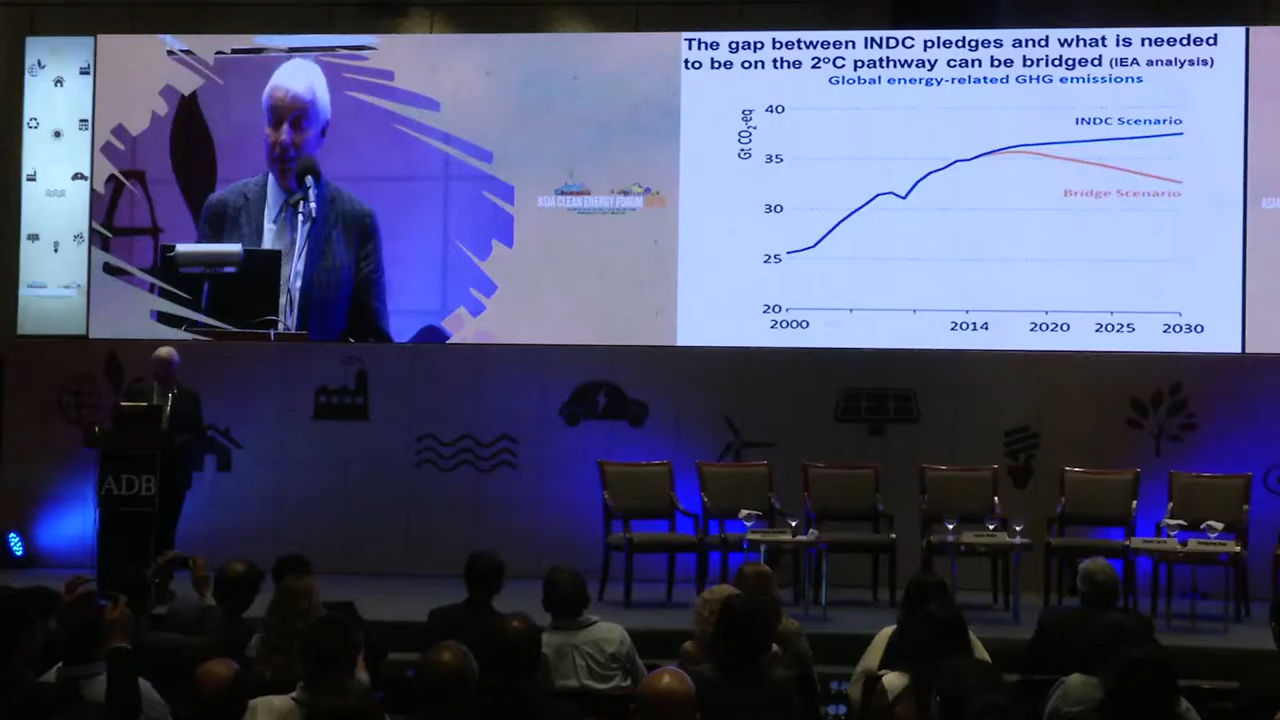 The gap between INDC pledges and what is needed
to be on the 2°C pathway can be bridged (IEA analysis)
Global energy-related GHG emissions
Gt CO₂-eq
40
35
30
25
20
INDC Scenario
Bridge Scenario
2000 2014 2020 2025 2030
ASIA CLEAN ENERGY FORUM
ADB